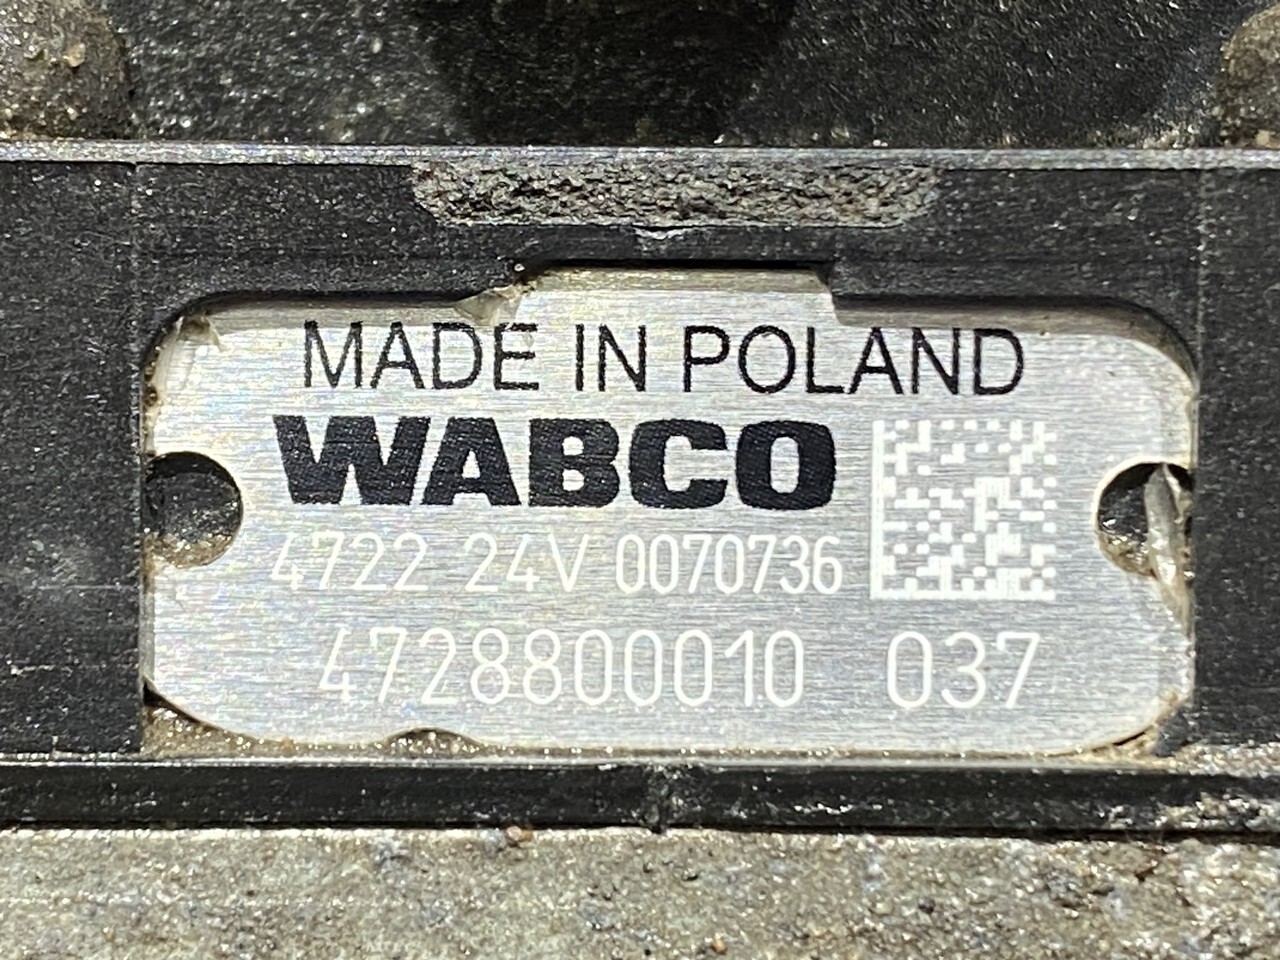 MADE IN POLAND
WABCO
4722 24V 0070736
4728800010 037